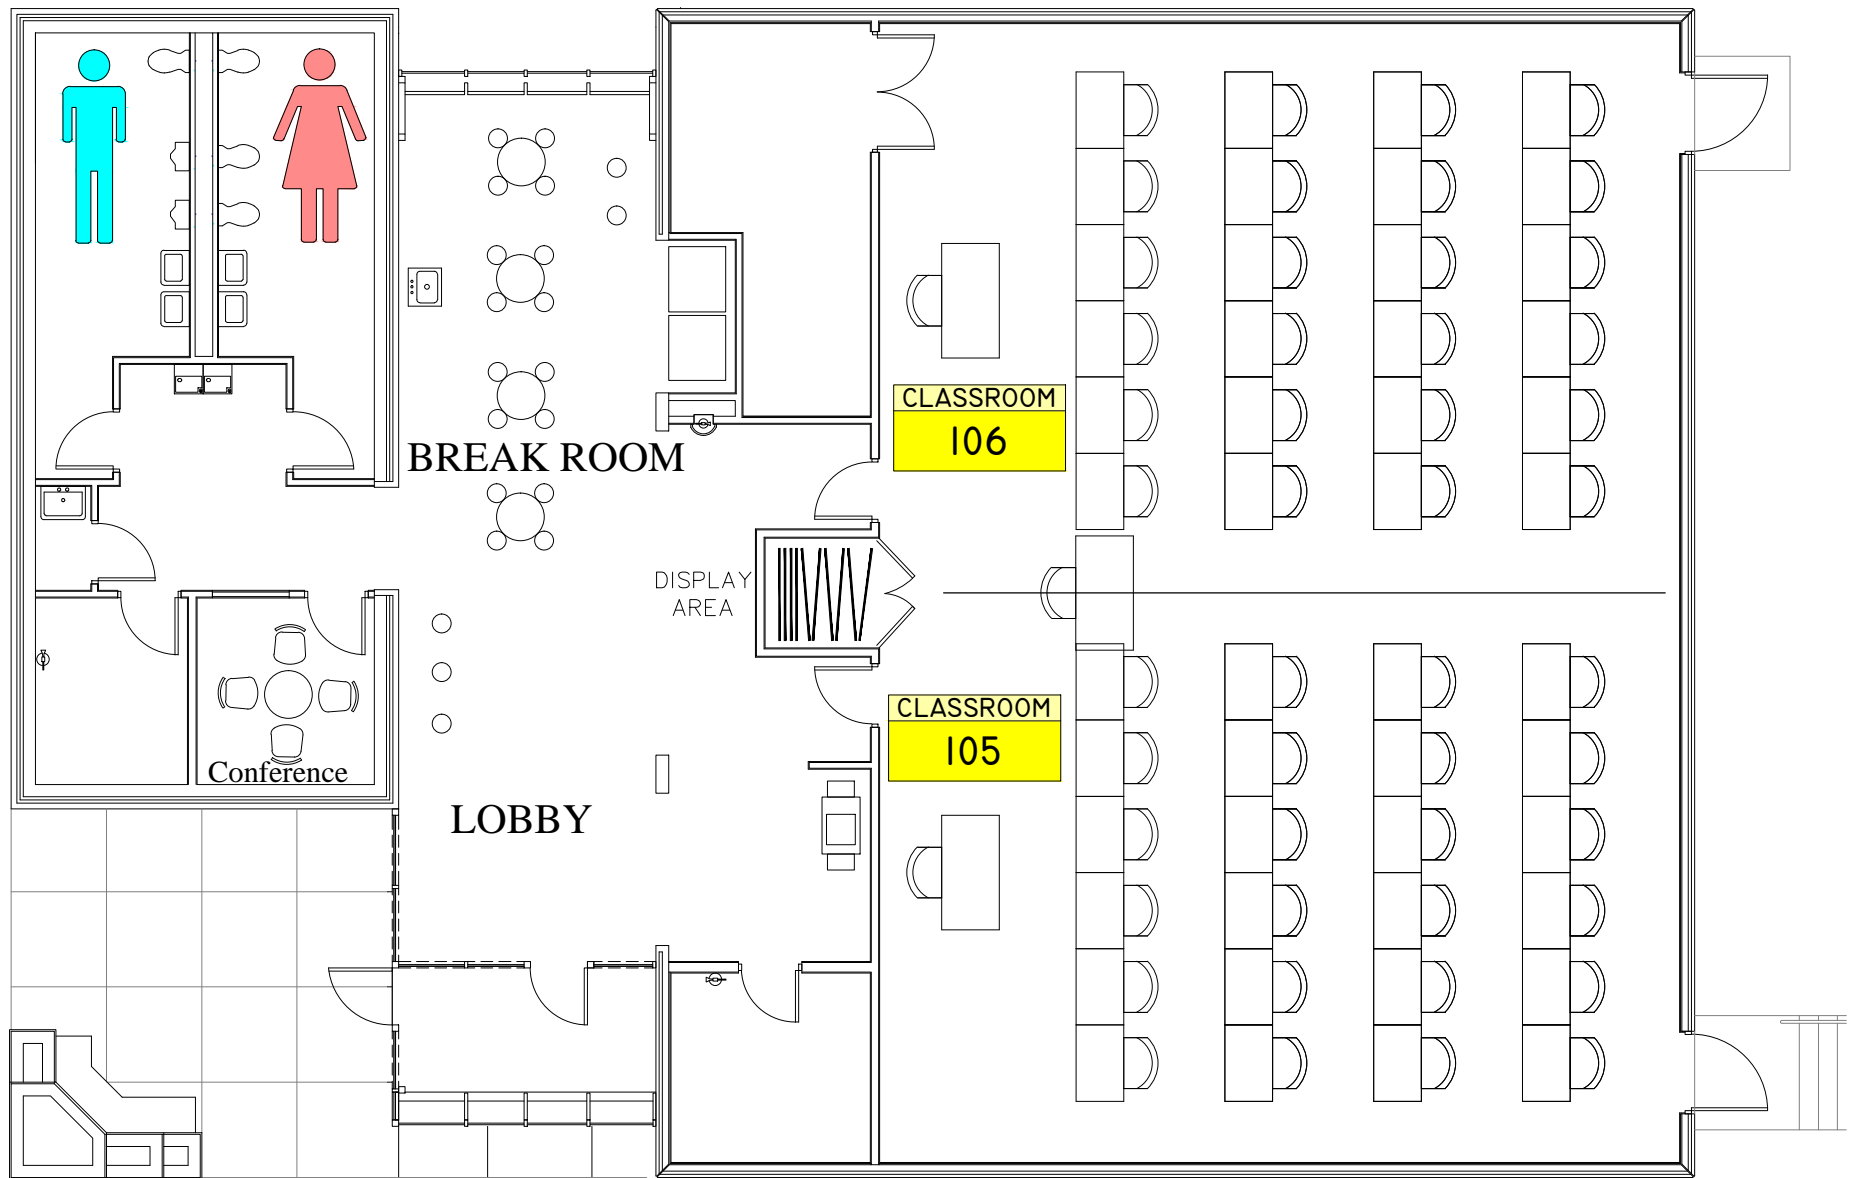 CLASSROOM
106
BREAK ROOM
DISPLAY
AREA
CLASSROOM
105
Conference
LOBBY